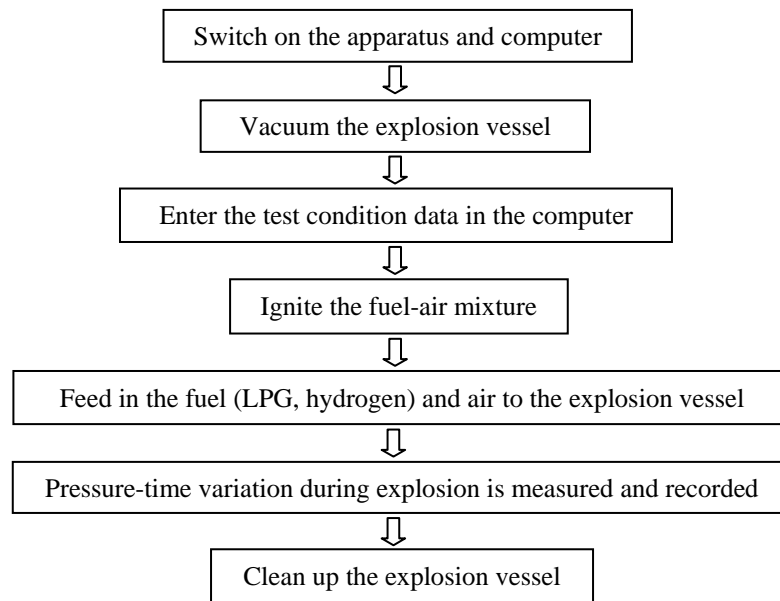 Switch on the apparatus and computer
Vacuum the explosion vessel
Enter the test condition data in the computer
Ignite the fuel-air mixture
Feed in the fuel (LPG, hydrogen) and air to the explosion vessel
Pressure-time variation during explosion is measured and recorded
Clean up the explosion vessel